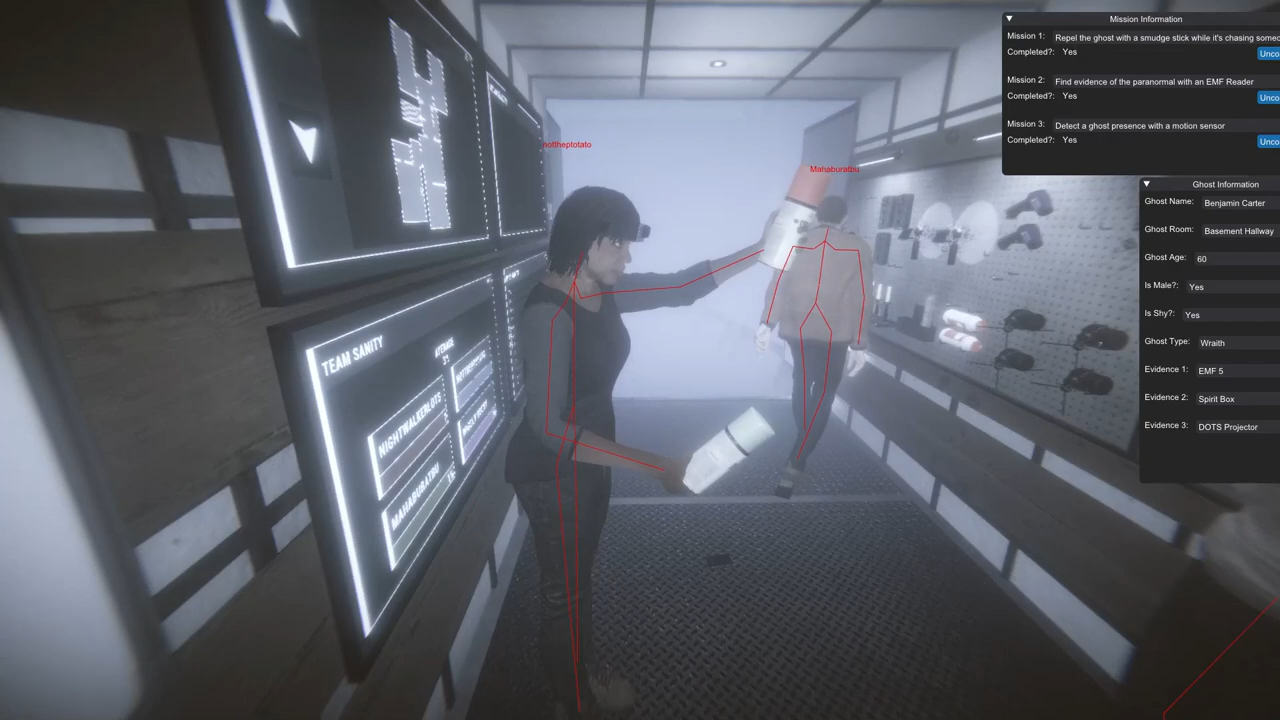 Mission Information
Mission 1: Repel the ghost with a smudge stick while it's chasing someo
Completed?: Yes Unco
Mission 2: Find evidence of the paranormal with an EMF Reader
Completed?: Yes Unco
Mission 3: Detect a ghost presence with a motion sensor
Completed?: Yes Unco
Ghost Information
Ghost Name: Benjamin Carter
Ghost Room: Basement Hallway
Ghost Age: 60
Is Male?: Yes
Is Shy?: Yes
Ghost Type: Wraith
Evidence 1: EMF 5
Evidence 2: Spirit Box
Evidence 3: DOTS Projector
nottheptotato
Mahaburatbu
TEAM SANITY
NIGHTWALKERLOTS
MAHABURATBU